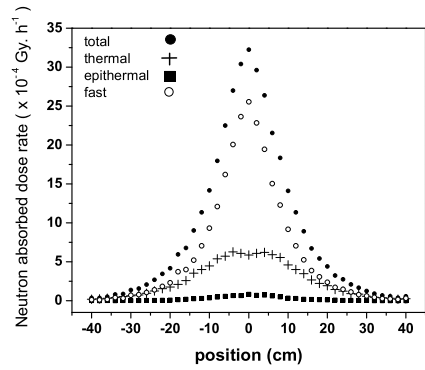 Neutron absorbed dose rate ( x 10⁻⁴ Gy. h⁻¹ )
35
30
25
20
15
10
5
0
total
thermal
epithermal
fast
-40 -30 -20 -10 0 10 20 30 40
position (cm)